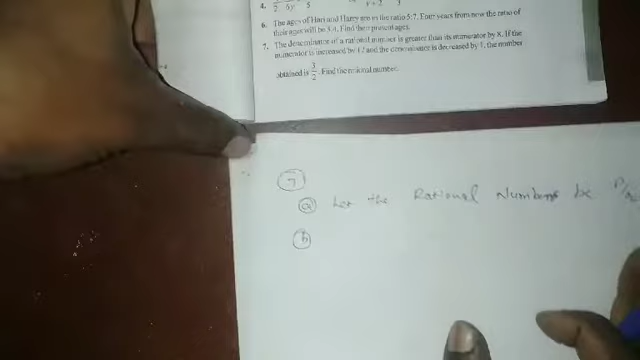 4.
6. The ages of Hari and Harry are in the ratio 5:7. Four years from now the ratio of
their ages will be 3:4. Find their present ages.
7. The denominator of a rational number is greater than its numerator by 8. If the
numerator is increased by 17 and the denominator is decreased by 1, the number
obtained is 3/2. Find the rational number.
7
a Let the Rational Numbers be P/q
b